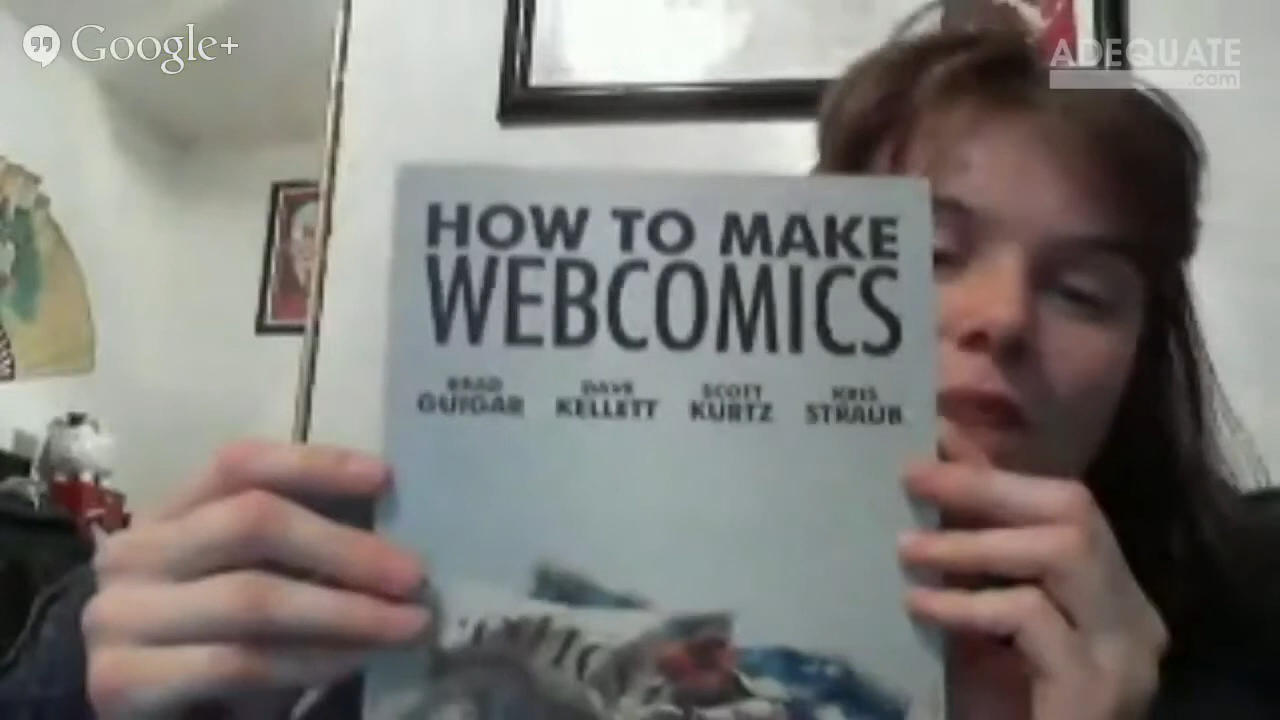 Google+
ADEQUATE
.com
HOW TO MAKE
WEBCOMICS
BRAD DAVE SCOTT KRIS
GUIGAR KELLETT KURTZ STRAUB